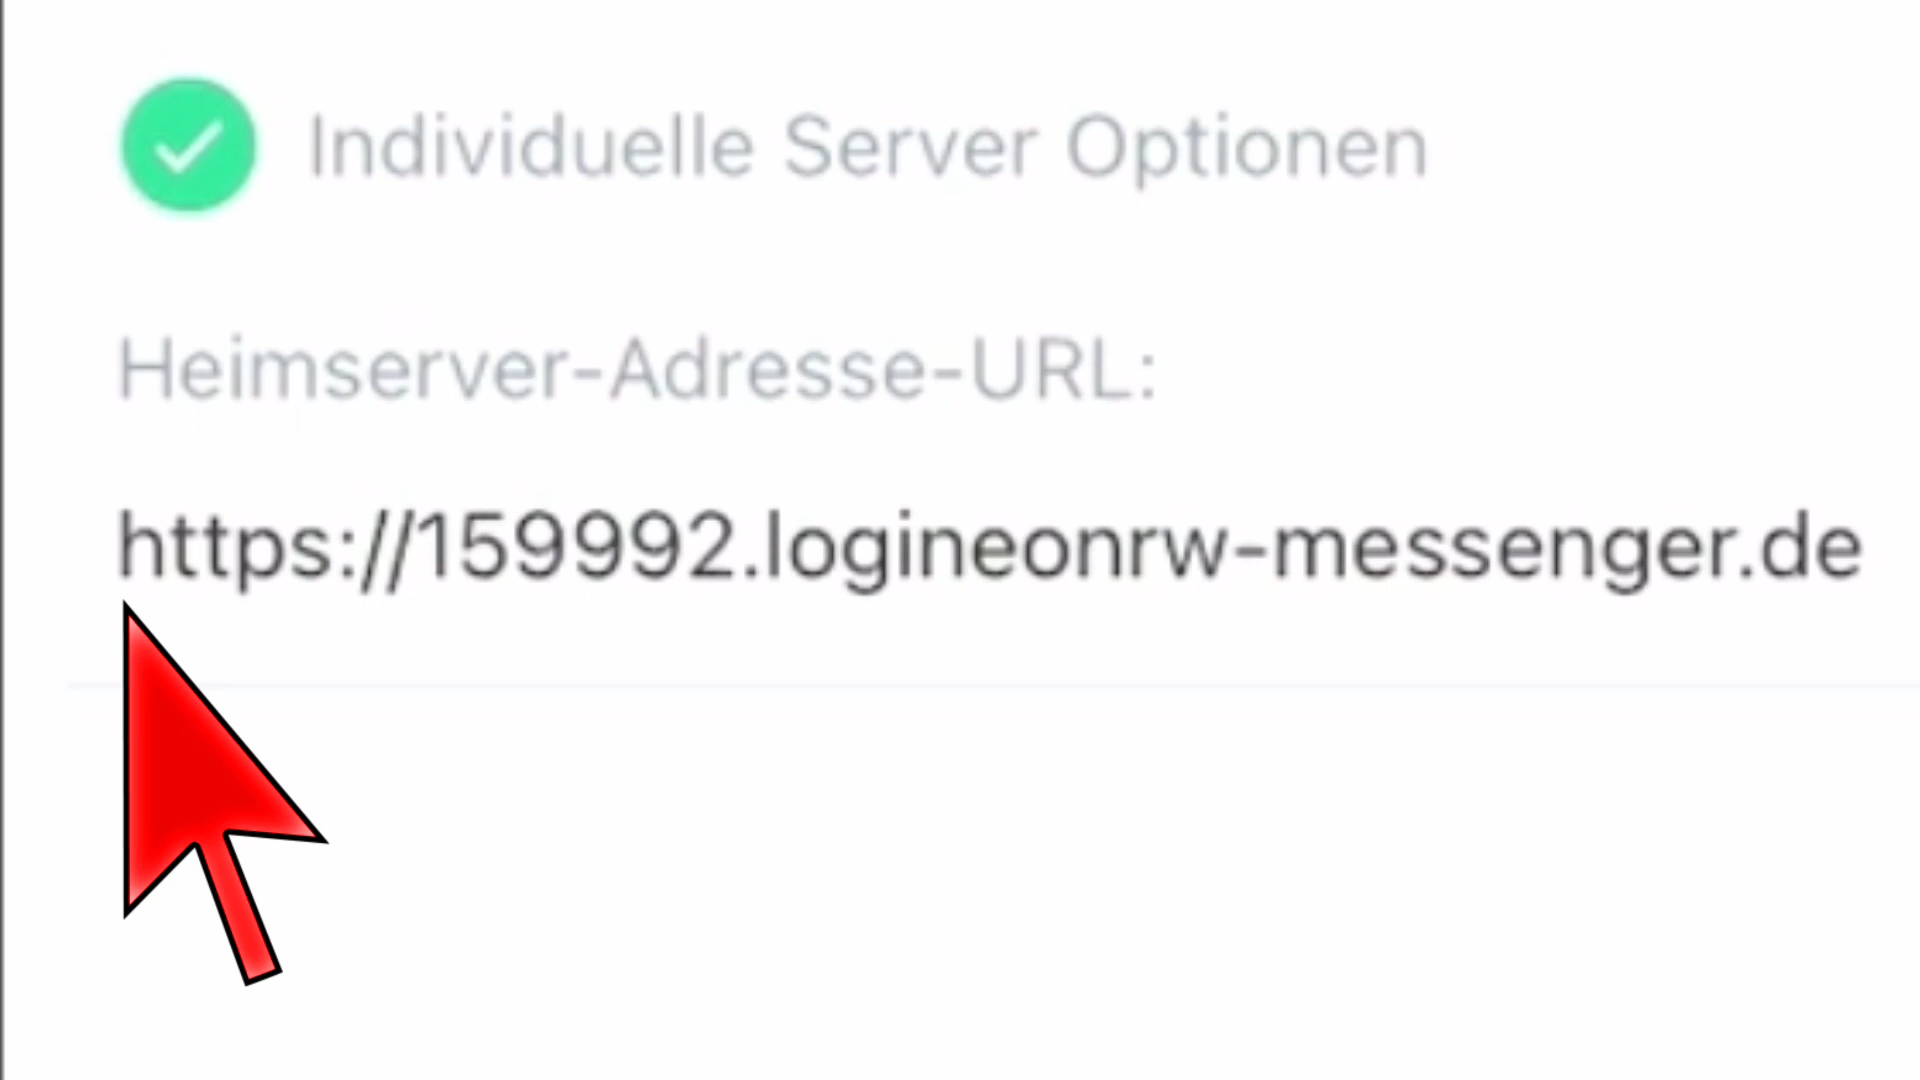 Individuelle Server Optionen
Heimserver-Adresse-URL:
https://159992.logineonrw-messenger.de